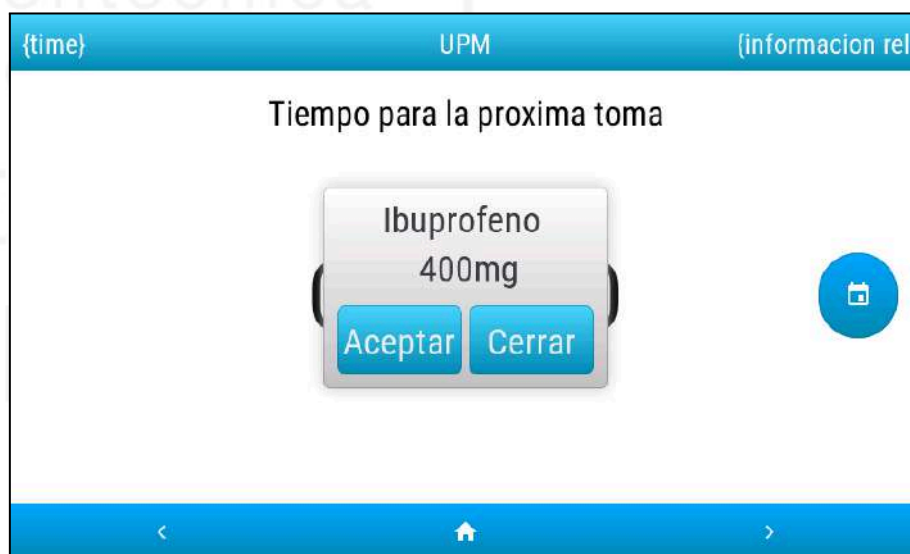 {time}
UPM
{informacion rel
Tiempo para la proxima toma
Ibuprofeno
400mg
Aceptar
Cerrar